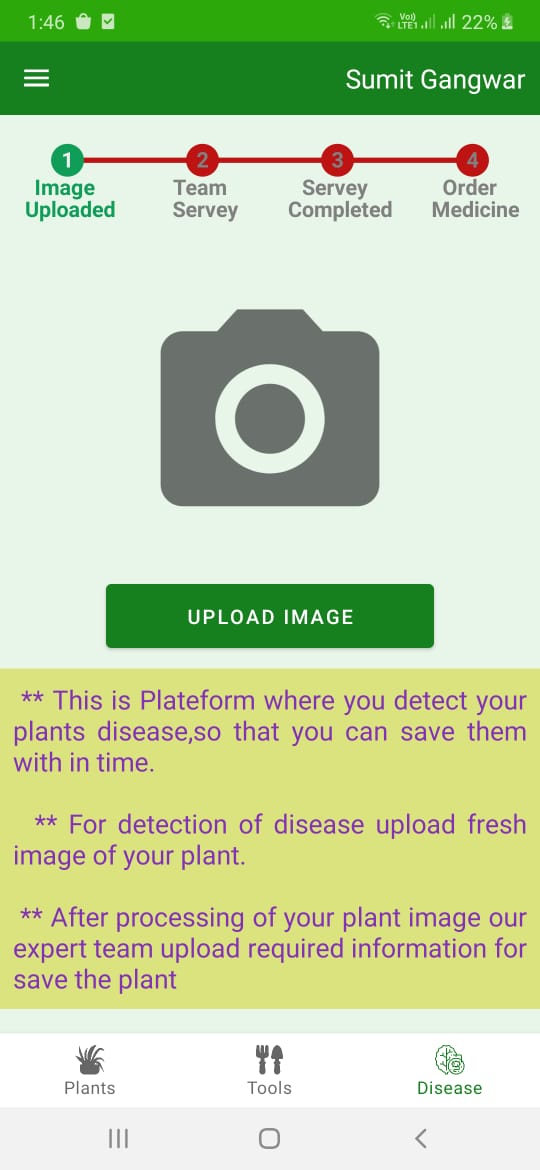 1:46 Vo)) LTE1 22%
Sumit Gangwar
1 2 3 4
Image Team Servey Order
Uploaded Servey Completed Medicine
UPLOAD IMAGE
** This is Plateform where you detect your
plants disease,so that you can save them
with in time.
** For detection of disease upload fresh
image of your plant.
** After processing of your plant image our
expert team upload required information for
save the plant
Plants Tools Disease